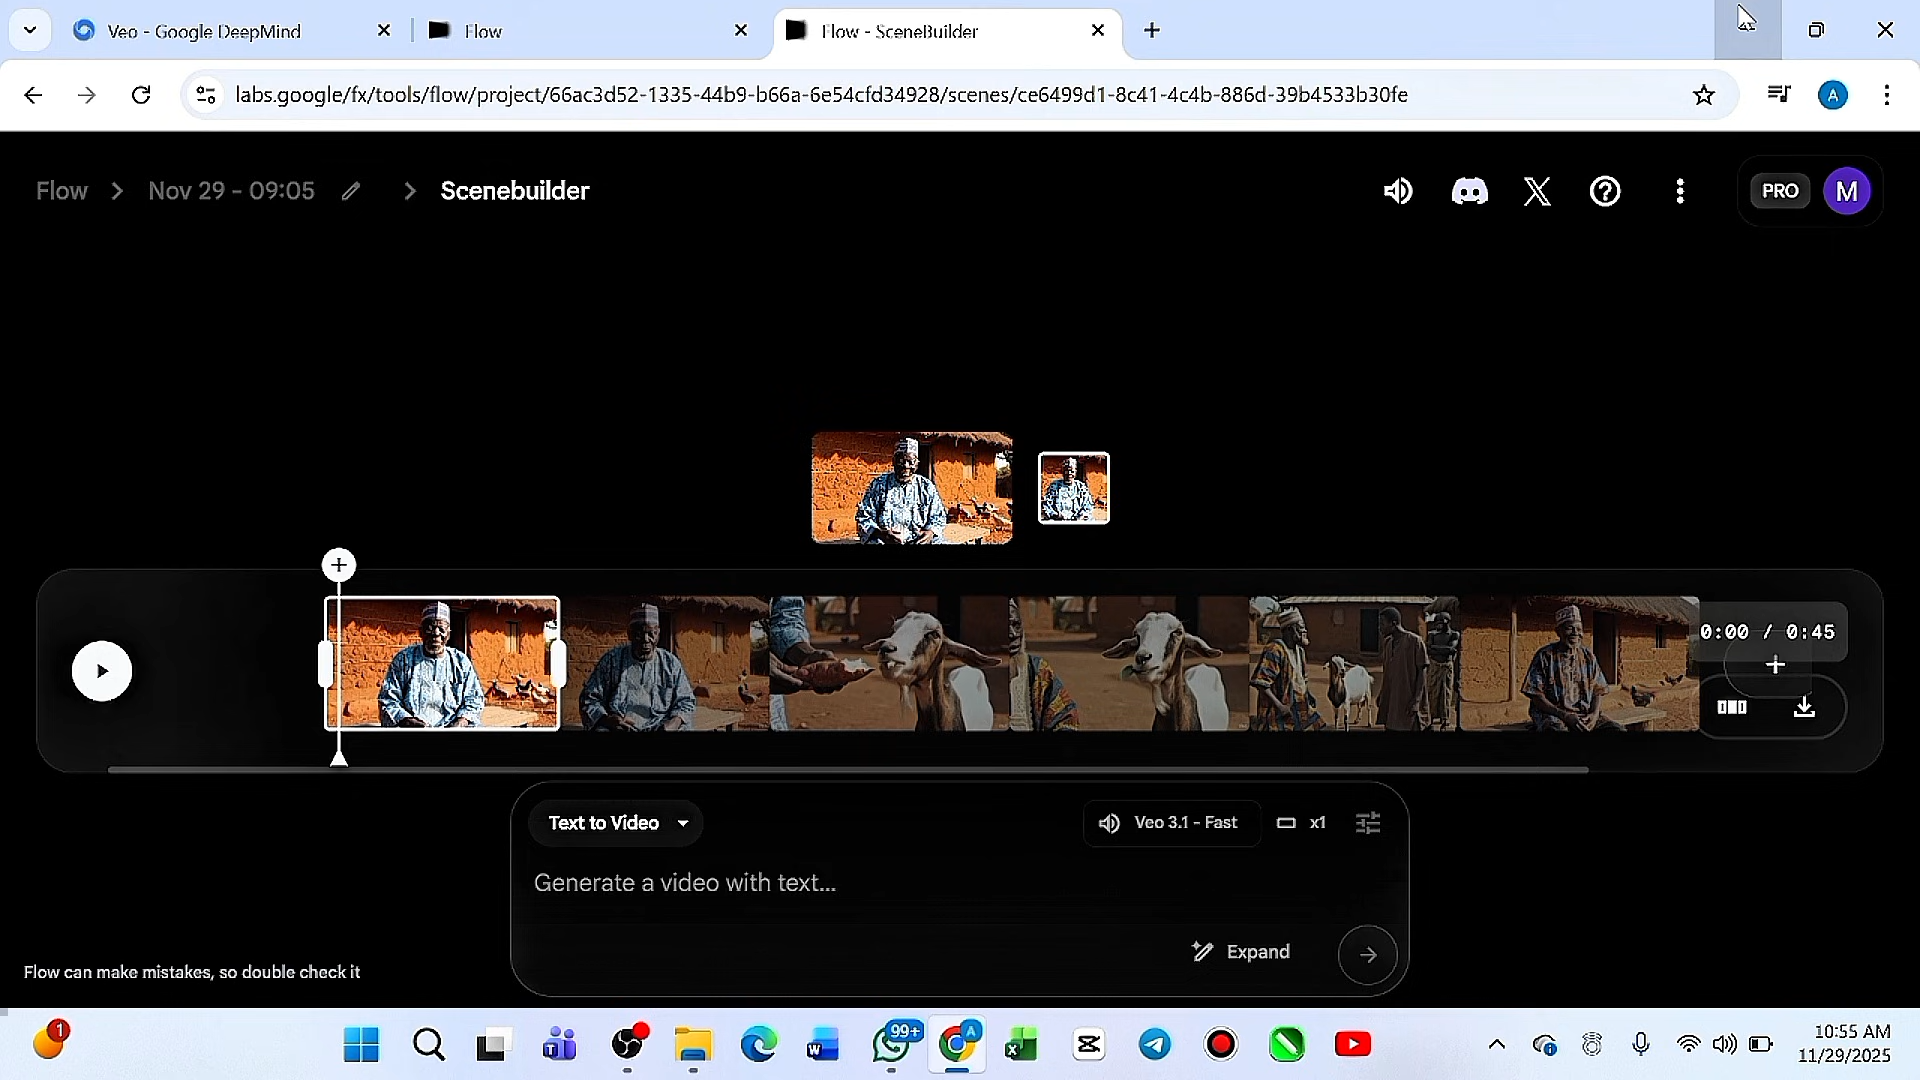 Veo - Google DeepMind
Flow
Flow - SceneBuilder
labs.google/fx/tools/flow/project/66ac3d52-1335-44b9-b66a-6e54cfd34928/scenes/ce6499d1-8c41-4c4b-886d-39b4533b30fe
A
Flow > Nov 29 - 09:05 > Scenebuilder
PRO M
0:00 / 0:45
Text to Video
Veo 3.1 - Fast
x1
Generate a video with text...
Expand
Flow can make mistakes, so double check it
1
99+
A
10:55 AM
11/29/2025